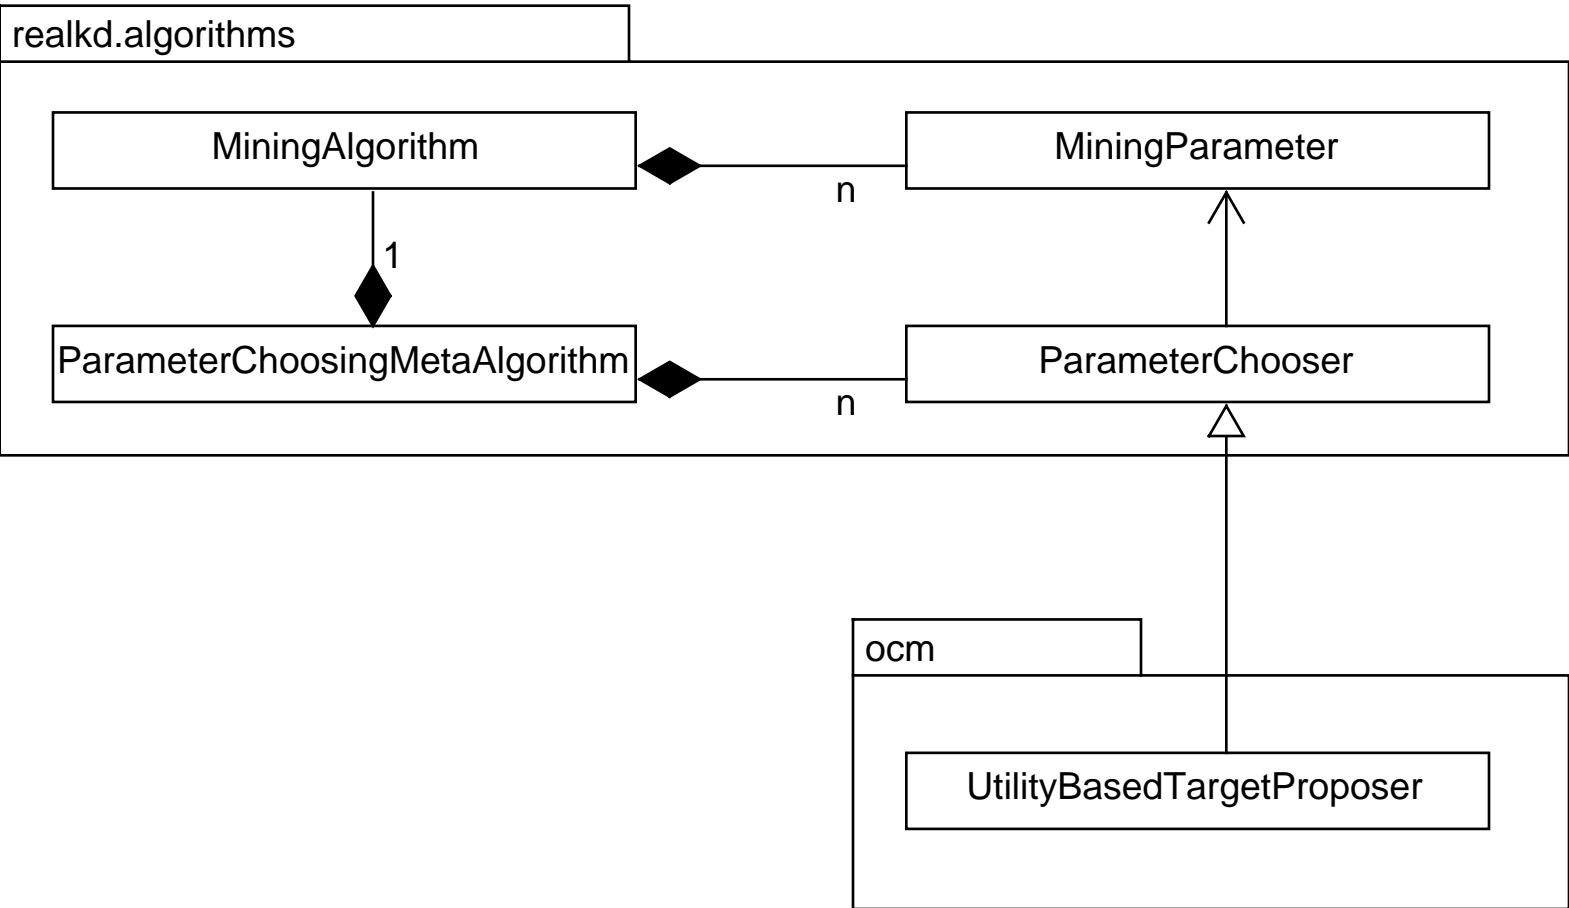 realkd.algorithms
MiningAlgorithm
MiningParameter
n
1
ParameterChoosingMetaAlgorithm
ParameterChooser
n
ocm
UtilityBasedTargetProposer